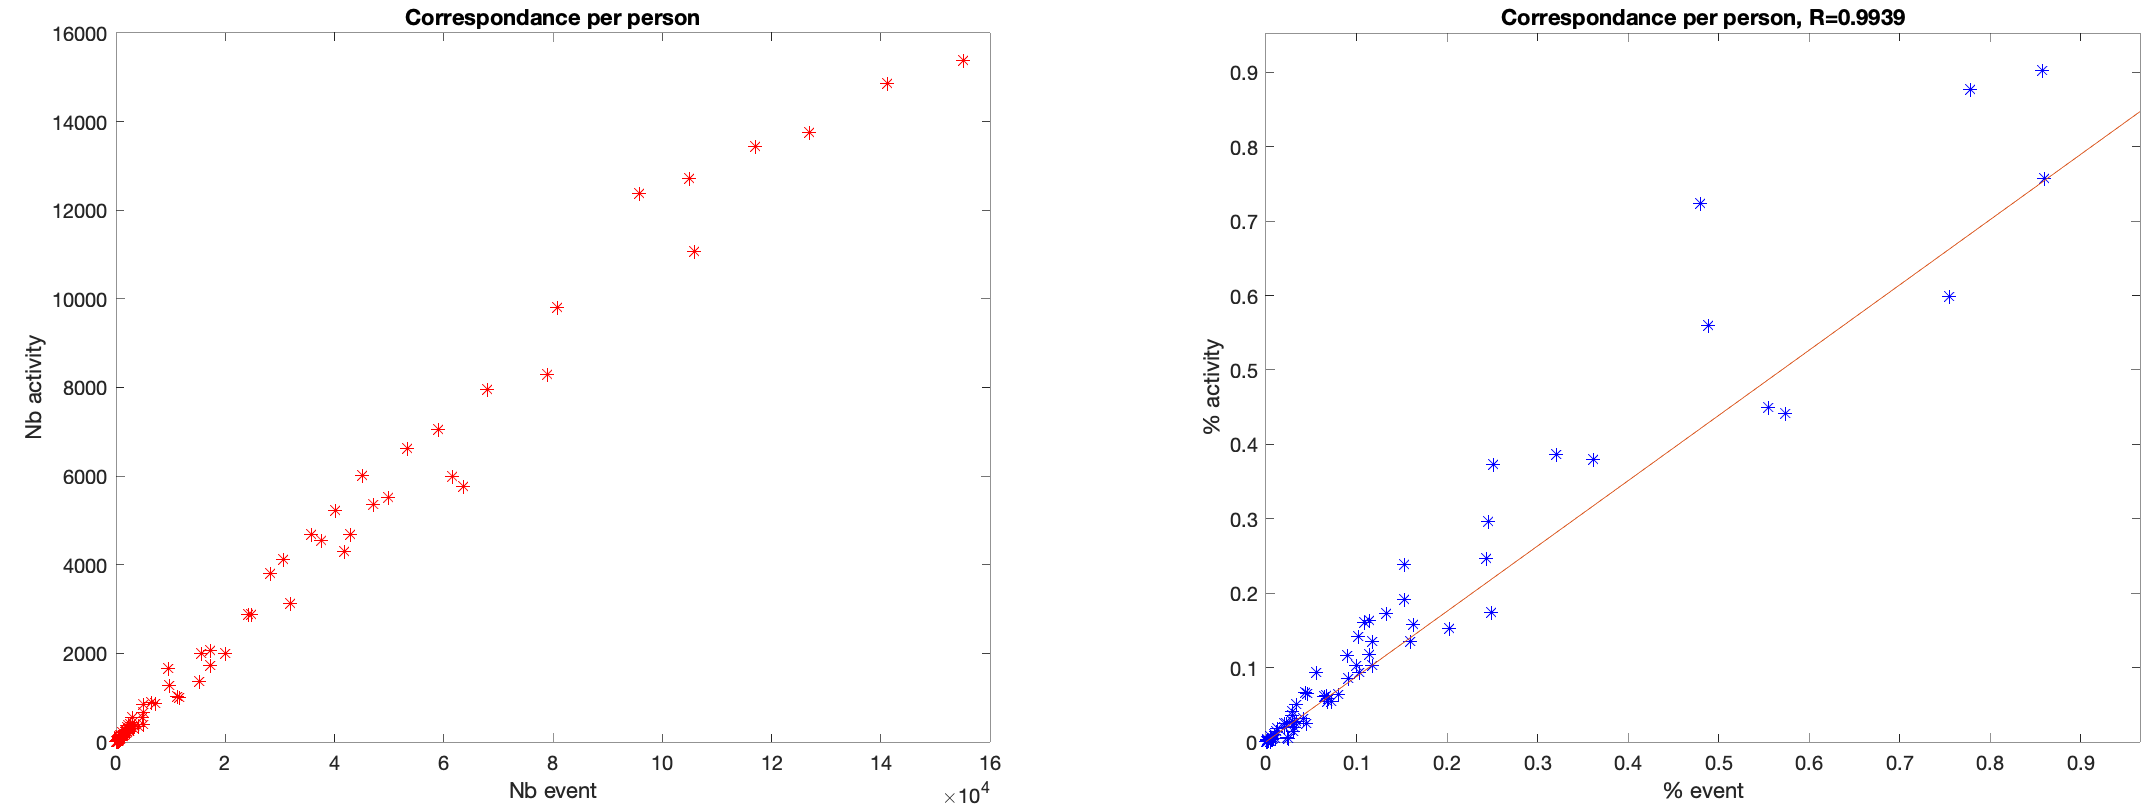 Correspondance per person
16000
14000
12000
10000
8000
6000
4000
2000
0
Nb activity
0 2 4 6 8 10 12 14 16
Nb event
×10^4
Correspondance per person, R=0.9939
0.9
0.8
0.7
0.6
0.5
0.4
0.3
0.2
0.1
0
% activity
0 0.1 0.2 0.3 0.4 0.5 0.6 0.7 0.8 0.9
% event